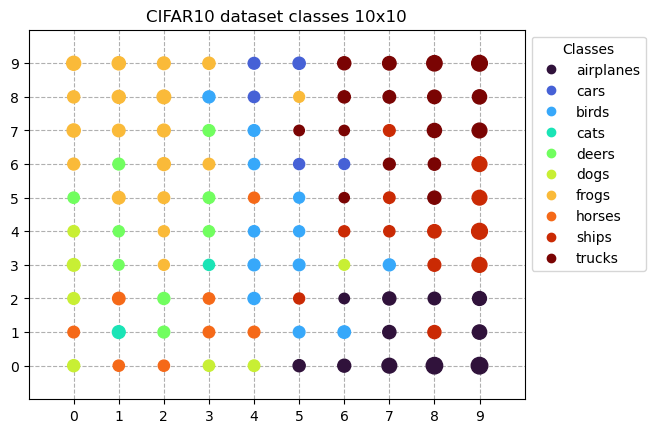 CIFAR10 dataset classes 10x10
9
8
7
6
5
4
3
2
1
0
0 1 2 3 4 5 6 7 8 9
Classes
airplanes
cars
birds
cats
deers
dogs
frogs
horses
ships
trucks